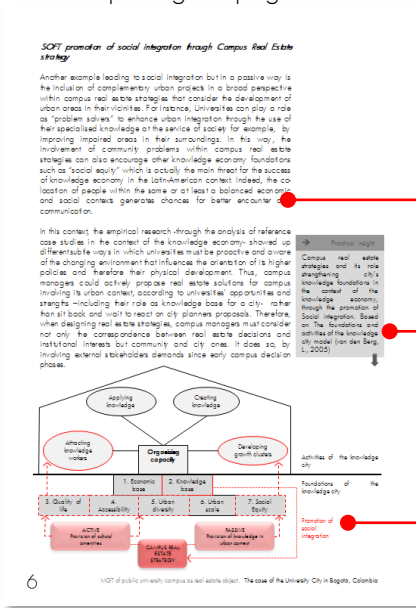 SOFT promotion of social integration through Campus Real Estate
strategy
Another example leading to social integration but in a passive way is
the inclusion of complementary urban projects in a broad perspective
within campus real estate strategies that consider the development of
urban areas in their vicinities. For instance, Universities can play a role
as "problem solvers" to enhance urban integration through the use of
their specialised knowledge at the service of society for example, by
improving impaired areas in their surroundings. In this way, the
involvement of community problems within campus real estate
strategies can also encourage other knowledge economy foundations
such as "social equity" which is actually the main threat for the success
of knowledge economy in the Latin-American context. Indeed, the co-
location of people within the same or at least a balanced economic
and social contexts generates chances for better encounter
communication.
In this context, the empirical research -through the analysis of reference
case studies in the context of the knowledge economy- showed up
different subtle ways in which universities must be proactive and aware
of the changing environment that influences the orientation of its higher
policies and therefore their physical development. Thus, campus
managers could actively propose real estate solutions for campus
involving its urban context, according to universities' opportunities and
strengths –including their role as knowledge base for a city- rather
than sit back and wait to react on city planners proposals. Therefore,
when designing real estate strategies, campus managers must consider
not only the correspondence between real estate decisions and
institutional interests but community and city ones. It does so, by
involving external stakeholders demands since early campus decision
phases.
Practical insight
Campus real estate
strategies and its role
strengthening city's
knowledge foundations in
the context of the
knowledge economy,
through the promotion of
Social integration. Based
on The foundations and
activities of the knowledge
city model (van den Berg,
L., 2005)
Applying
knowledge
Creating
knowledge
Attracting
knowledge
workers
Organising
capacity
Developing
growth clusters
Activities of the knowledge
city
1. Economic
base
2. Knowledge
base
Foundations of the
knowledge city
3. Quality of
life
4.
Accessibility
5. Urban
diversity
6. Urban
scale
7. Social
Equity
ACTIVE
Provision of cultural
amenities
PASSIVE
Provision of knowledge in
urban context
Promotion of
social
integration
CAMPUS REAL
ESTATE
STRATEGY
6
MGT of public university campus as real estate object. The case of the University City in Bogotá, Colombia